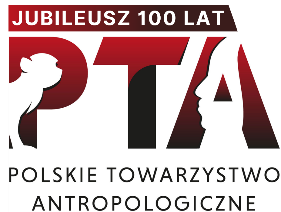 JUBILEUSZ 100 LAT
PTA
POLSKIE TOWARZYSTWO
ANTROPOLOGICZNE